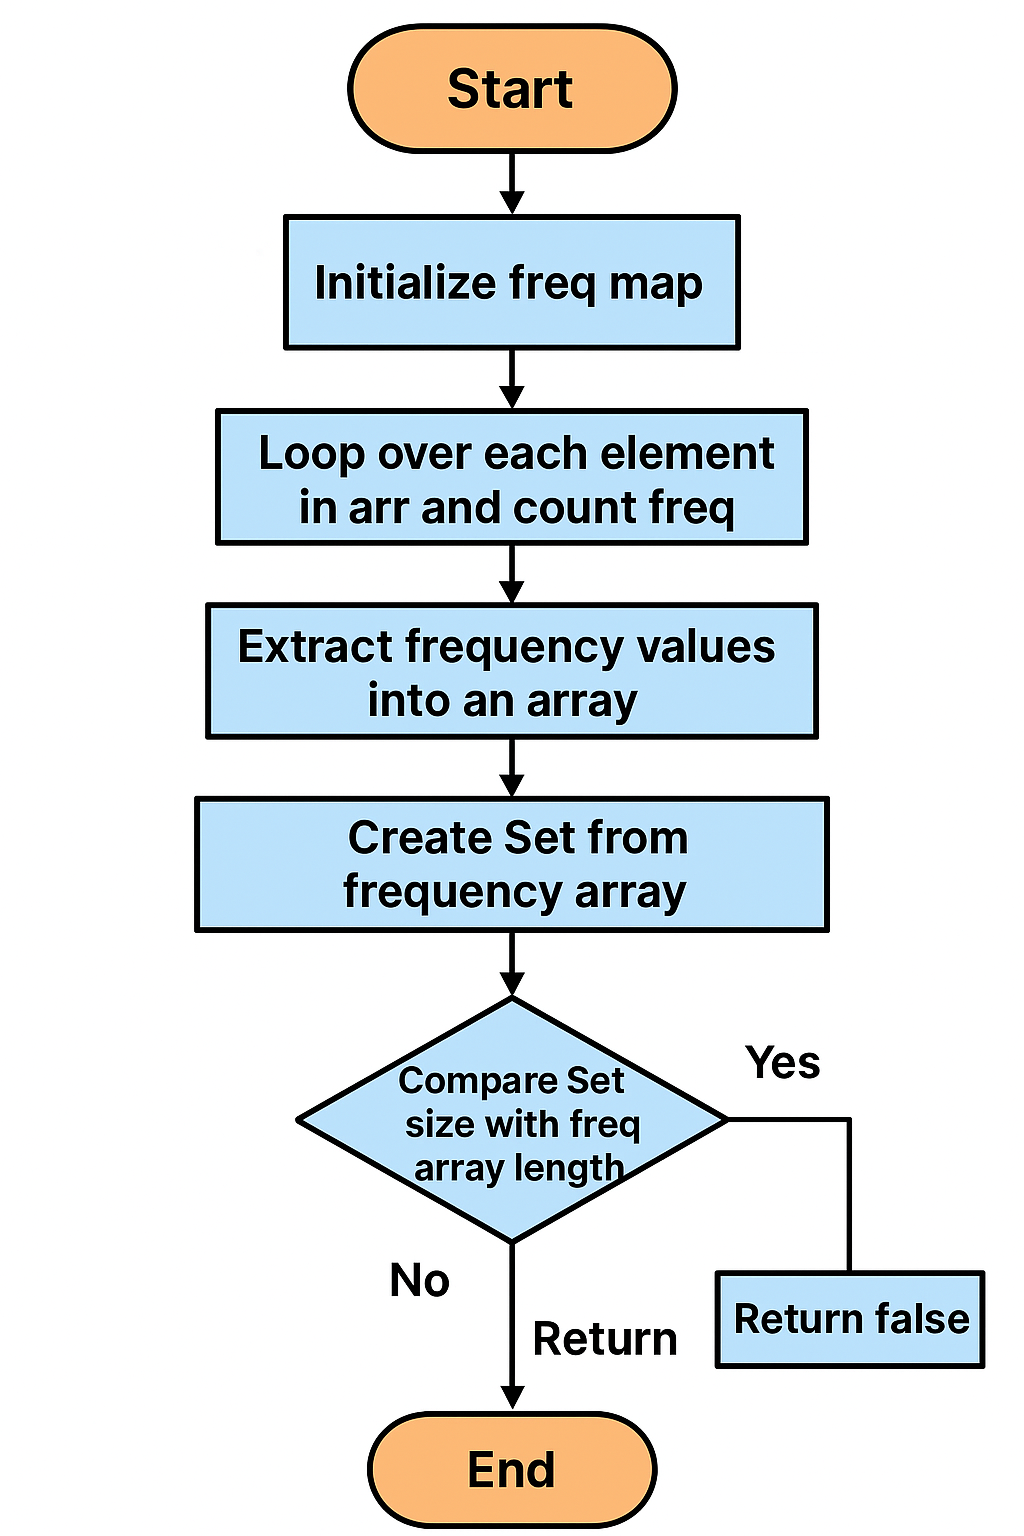 Start
Initialize freq map
Loop over each element
in arr and count freq
Extract frequency values
into an array
Create Set from
frequency array
Compare Set
size with freq
array length
Yes
No
Return
Return false
End